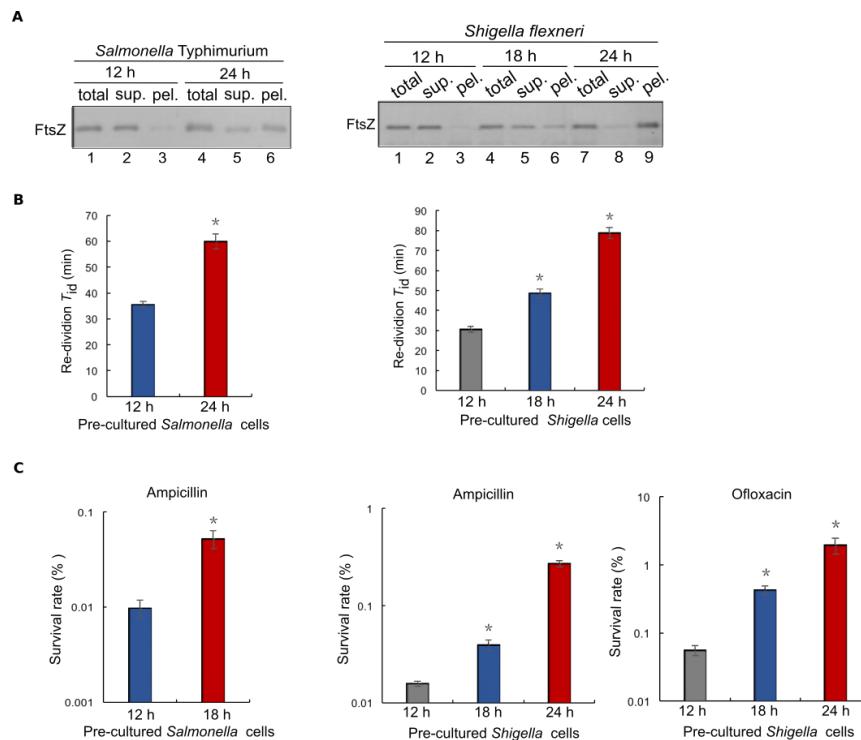 A
Salmonella Typhimurium
12 h 24 h
total sup. pel. total sup. pel.
FtsZ
1 2 3 4 5 6
Shigella flexneri
12 h 18 h 24 h
total sup. pel. total sup. pel. total sup. pel.
FtsZ
1 2 3 4 5 6 7 8 9
B
Re-dividion Tid (min)
70
60
50
40
30
20
10
0
*
12 h 24 h
Pre-cultured Salmonella cells
Re-dividion Tid (min)
90
80
70
60
50
40
30
20
10
0
* *
12 h 18 h 24 h
Pre-cultured Shigella cells
C
Ampicillin
Survival rate (%)
0.1
0.01
0.001
*
12 h 18 h
Pre-cultured Salmonella cells
Ampicillin
Survival rate (% )
1
0.1
0.01
* *
12 h 18 h 24 h
Pre-cultured Shigella cells
Ofloxacin
Survival rate (% )
10
1
0.1
0.01
* *
12 h 18 h 24 h
Pre-cultured Shigella cells